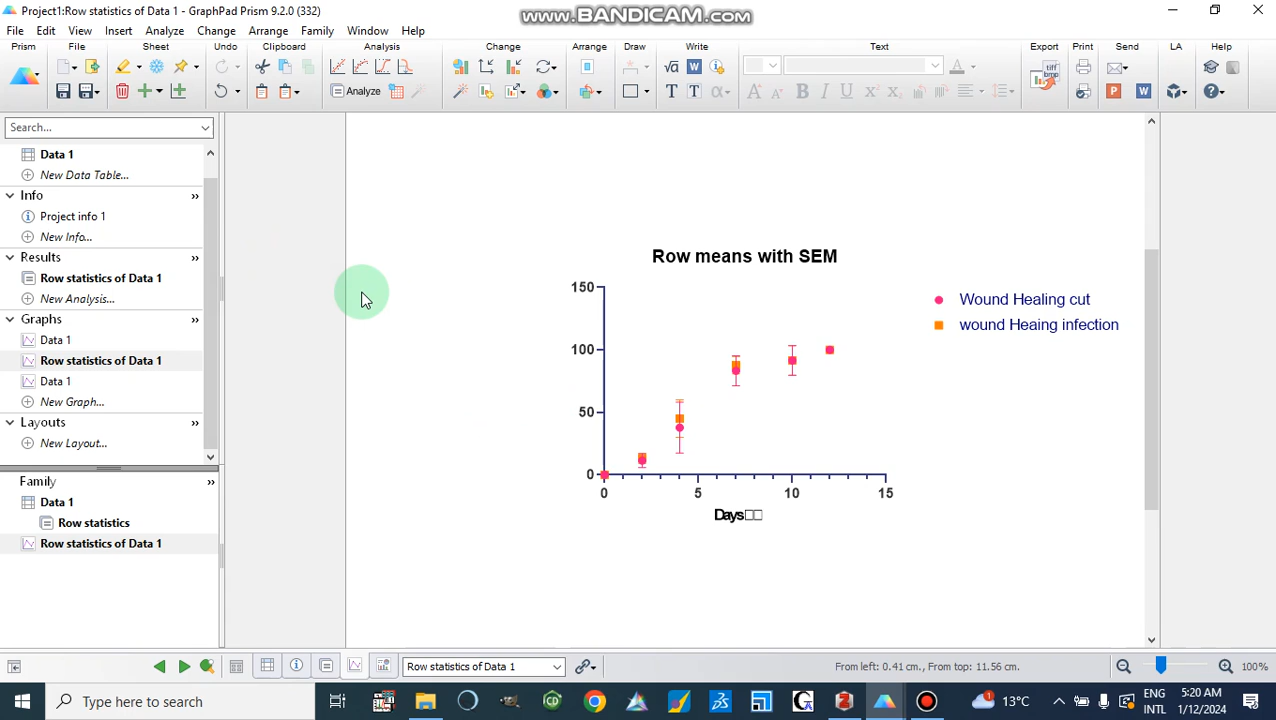 Project1:Row statistics of Data 1 - GraphPad Prism 9.2.0 (332)
www.BANDICAM.com
File Edit View Insert Analyze Change Arrange Family Window Help
Prism File Sheet Undo Clipboard Analysis Change Arrange Draw Write Text Export Print Send LA Help
Analyze
tiff
bmp
Search...
Data 1
New Data Table...
Info
Project info 1
New Info...
Results
Row statistics of Data 1
New Analysis...
Graphs
Data 1
Row statistics of Data 1
Data 1
New Graph...
Layouts
New Layout...
Family
Data 1
Row statistics
Row statistics of Data 1
Row means with SEM
150
100
50
0
0 5 10 15
Days□□
Wound Healing cut
wound Heaing infection
Row statistics of Data 1
From left: 0.41 cm, From top: 11.56 cm.
100%
Type here to search
1
13°C
ENG
INTL
5:20 AM
1/12/2024